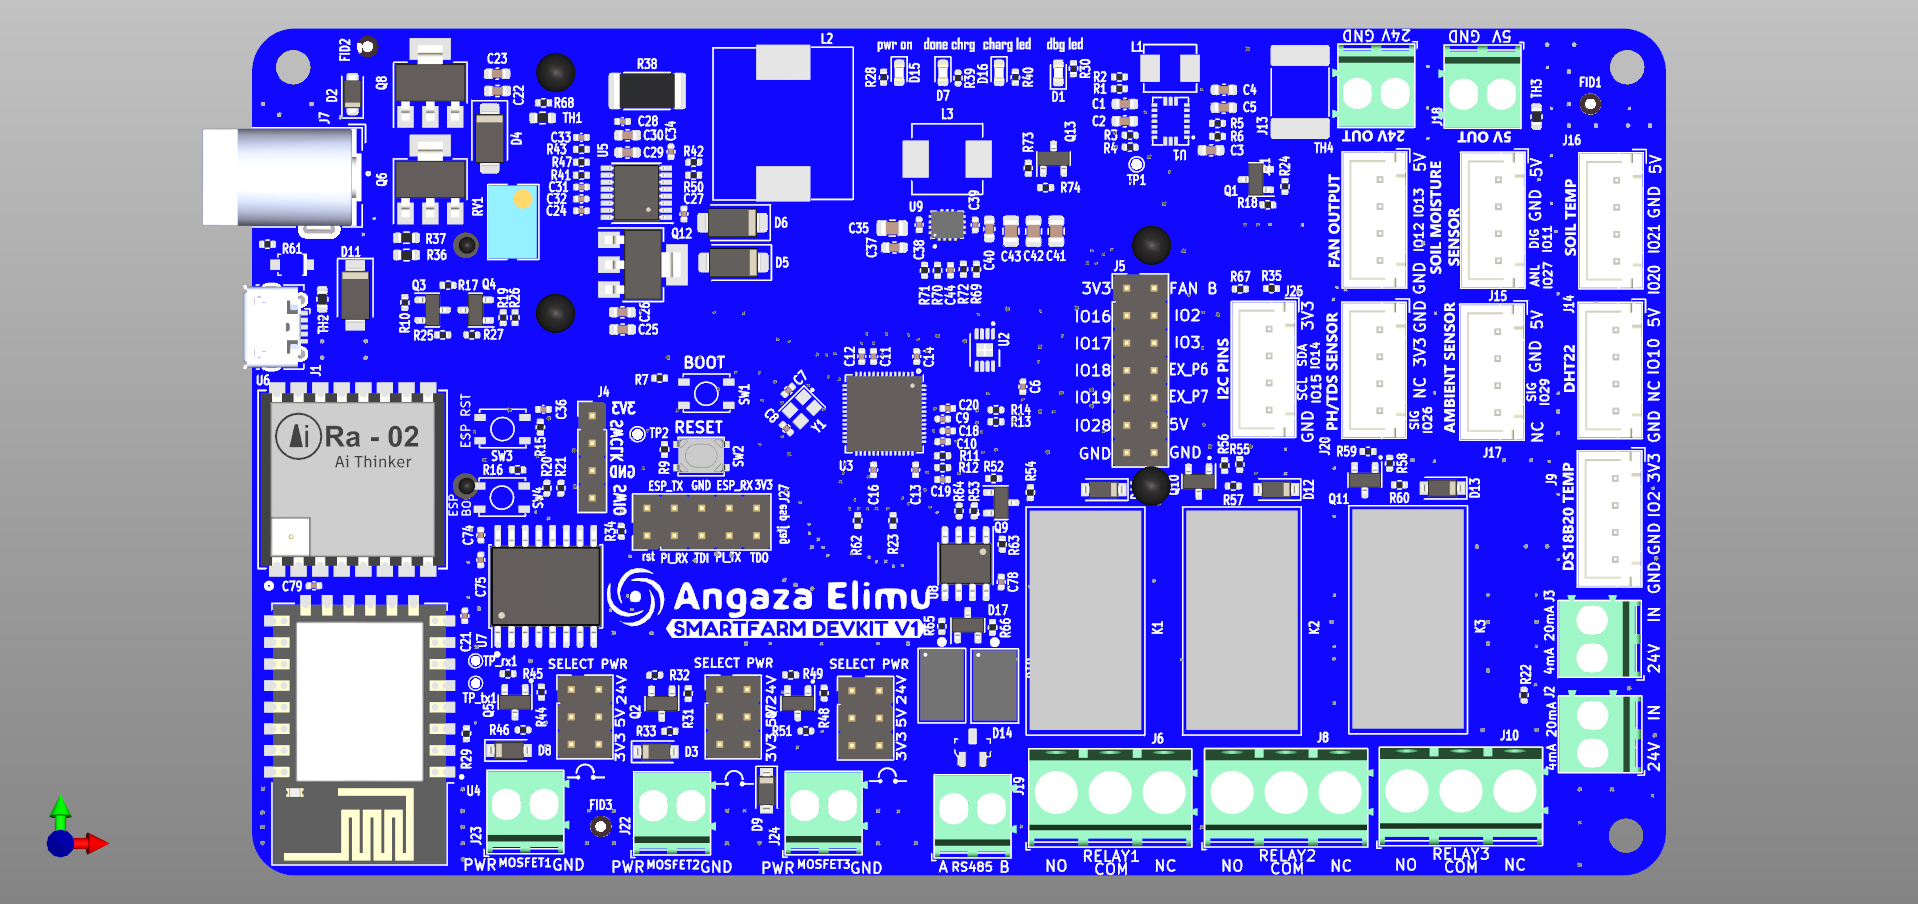 L2
pwr on
done chrg
charg led
dbg led
L1
GND 24V
GND 5V
FID2
Q8
C23
C22
R38
R28
D15
D7
R39
D16
R40
D1
R30
R2
R1
C1
C2
R3
R4
C4
C5
R5
R6
C3
U1
J13
TH4
J18
TH3
FID1
24V OUT
5V OUT
J16
D2
J7
D4
R68
TH1
C28
C30
C29
C34
C33
R43
R47
R41
C31
C32
C24
U5
R42
R50
C27
L3
R73
Q13
R74
TP1
Q1
R18
R24
Q6
RV1
R37
R36
Q12
D6
D5
U9
C39
C35
C37
C38
C40
C43
C42
C41
R71
R70
C44
R72
R69
FAN OUTPUT
GND IO12 IO13 5V
SOIL MOISTURE
SENSOR
ANL
IO27
DIG
IO11
GND
5V
SOIL TEMP
IO20 IO21 GND 5V
R61
D11
TH2
J1
Q3
R17
Q4
R10
R25
R27
R19
R26
C26
C25
J5
3V3
IO16
IO17
IO18
IO19
IO28
GND
FAN B
IO2
IO3
EX_P6
EX_P7
5V
GND
R67
R35
J26
I2C PINS
GND
SCL
IO15
SDA
IO14
3V3
PH/TDS SENSOR
SIG
IO26
NC
3V3
GND
J20
J15
AMBIENT SENSOR
NC
SIG
IO29
GND
5V
J17
J14
DHT22
GND NC IO10 5V
U6
Ai
Ra - 02
Ai Thinker
ESP RST
SW3
C36
R15
R16
R20
R21
SW4
J4
3V3
SWCLK
GND
SWIO
R7
BOOT
SW1
RESET
TP2
R9
SW2
C7
C8
Y1
C12
C11
C14
U2
U3
C6
C20
C9
C18
C10
R11
R12
C19
R14
R13
C16
C13
R62
R23
R52
R54
R64
R53
Q9
R63
C78
U8
R56
R55
R57
Q10
D12
R59
R58
Q11
R60
D13
J9
DS18B20 TEMP
GND GND IO2 3V3
ESP_TX GND ESP_RX 3V3
J27
esp jtag
R34
rst PI_RX TDI PI_TX TDO
C74
C75
C79
U7
C21
Angaza Elimu
SMARTFARM DEVKIT V1
D17
R65
R66
K1
K2
K3
J3
4mA 20mA
24V IN
J2
4mA 20mA
24V IN
R22
TP_rx1
TP_tx1
SELECT PWR
SELECT PWR
SELECT PWR
R45
Q5
R44
R46
D8
3V3 5V 24V
R32
Q2
R31
R33
D3
R49
R48
R51
3V3 5V 24V
D14
R29
U4
J23
FID3
J22
D9
J24
J19
J6
J8
J10
PWR MOSFET1 GND
PWR MOSFET2 GND
PWR MOSFET3 GND
A RS485 B
NO
RELAY1
COM
NC
NO
RELAY2
COM
NC
NO
RELAY3
COM
NC